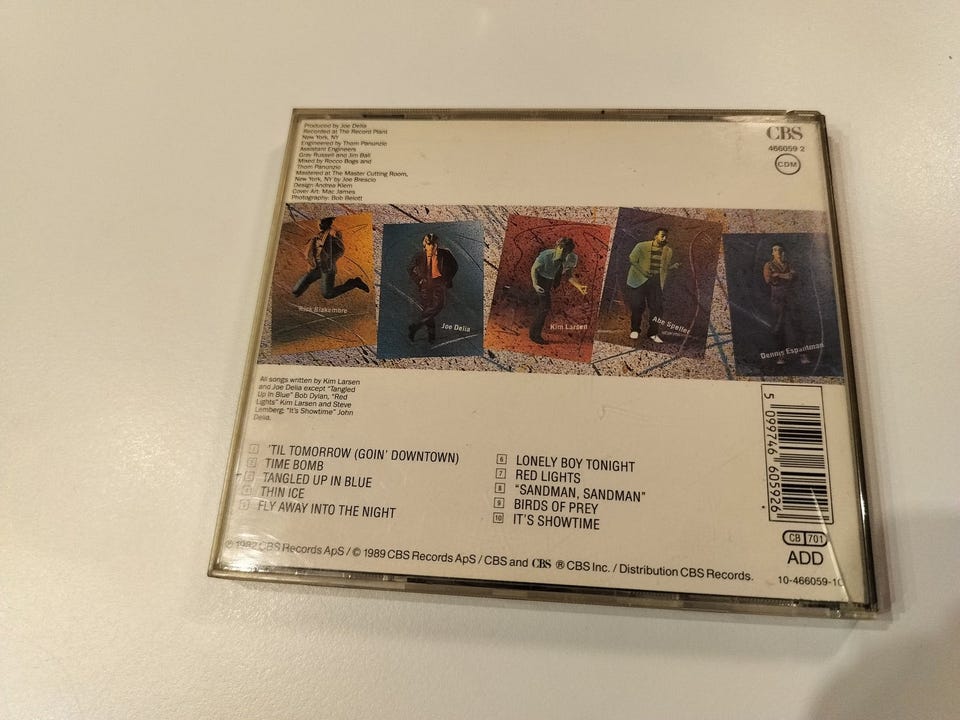 Produced by Joe Delia
Recorded at The Record Plant
New York, NY
Engineered by Thom Panunzio
Assistant Engineers
Gray Russell and Jim Ball
Mixed by Rocco Bogs and
Thom Panunzio
Mastered at The Master Cutting Room,
New York, NY by Joe Brescio
Design Andrea Klein
Cover Art: Mac James
Photography: Bob Belott
CBS
466059 2
CDM
Rick Blakemore
Joe Delia
Kim Larsen
Abe Speller
Dennis Espantman
All songs written by Kim Larsen
and Joe Delia except "Tangled
Up in Blue" Bob Dylan, "Red
Lights" Kim Larsen and Steve
Lemberg, "It's Showtime" John
Delia.
1 'TIL TOMORROW (GOIN' DOWNTOWN)
2 TIME BOMB
3 TANGLED UP IN BLUE
4 THIN ICE
5 FLY AWAY INTO THE NIGHT
6 LONELY BOY TONIGHT
7 RED LIGHTS
8 "SANDMAN, SANDMAN"
9 BIRDS OF PREY
10 IT'S SHOWTIME
5 099746 605926
CB 701
ADD
℗ 1982 CBS Records ApS / © 1989 CBS Records ApS / CBS and CBS ® CBS Inc. / Distribution CBS Records.
10-466059-10